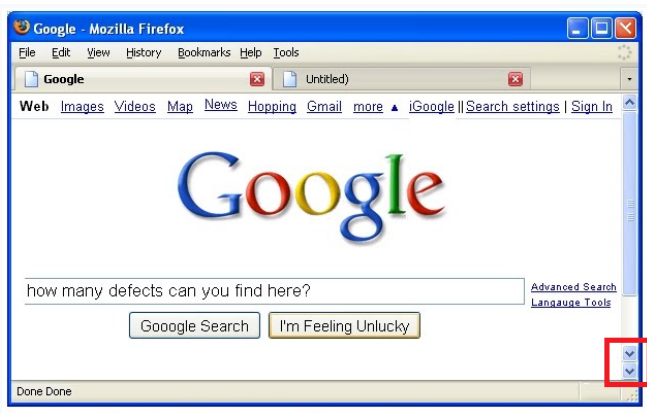 Google - Mozilla Firefox
File Edit View History Bookmarks Help Tools
Google Untitled)
Web Images Videos Map News Hopping Gmail more ▲ iGoogle || Search settings | Sign In
Google
how many defects can you find here?
Advanced Search
Langauge Tools
Gooogle Search I'm Feeling Unlucky
Done Done